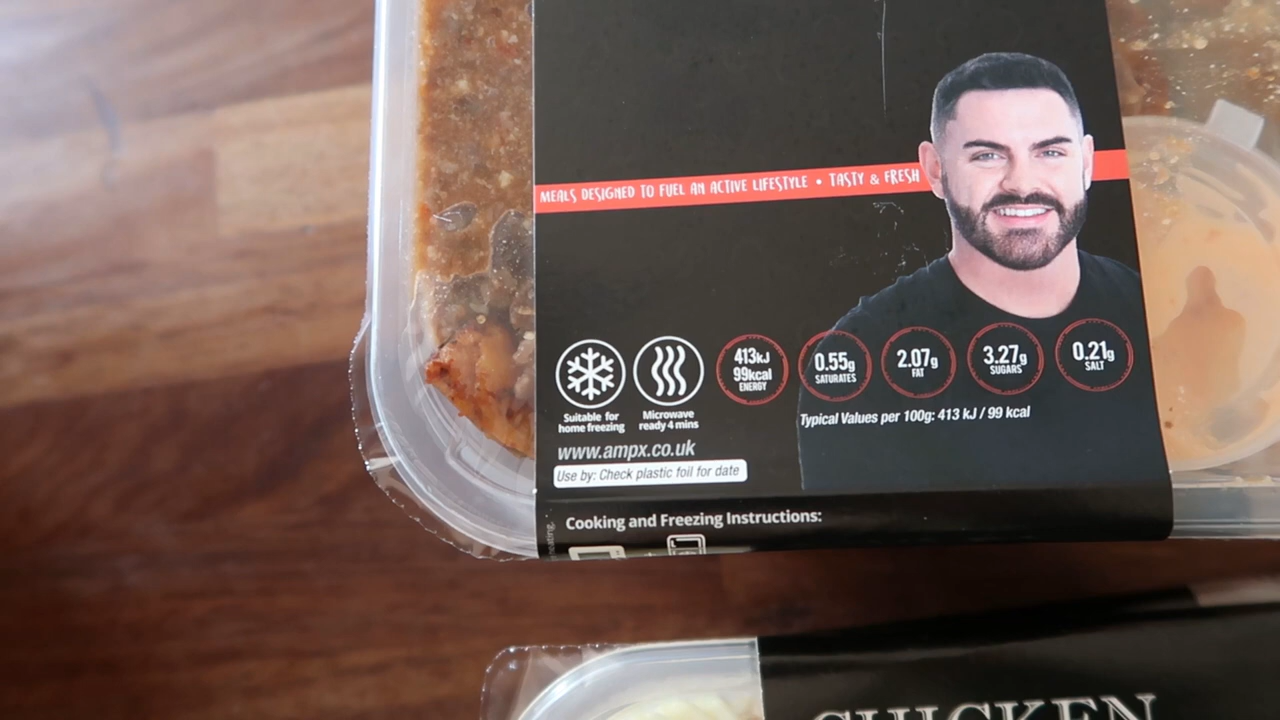 MEALS DESIGNED TO FUEL AN ACTIVE LIFESTYLE • TASTY & FRESH
Suitable for
home freezing
Microwave
ready 4 mins
413kJ
99kcal
ENERGY
0.55g
SATURATES
2.07g
FAT
3.27g
SUGARS
0.21g
SALT
Typical Values per 100g: 413 kJ / 99 kcal
www.ampx.co.uk
Use by: Check plastic foil for date
Cooking and Freezing Instructions:
CHICKEN